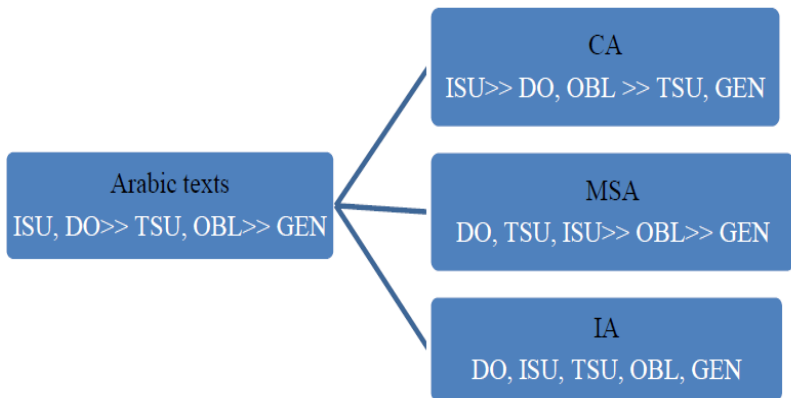 Arabic texts
ISU, DO>> TSU, OBL>> GEN
CA
ISU>> DO, OBL >> TSU, GEN
MSA
DO, TSU, ISU>> OBL>> GEN
IA
DO, ISU, TSU, OBL, GEN